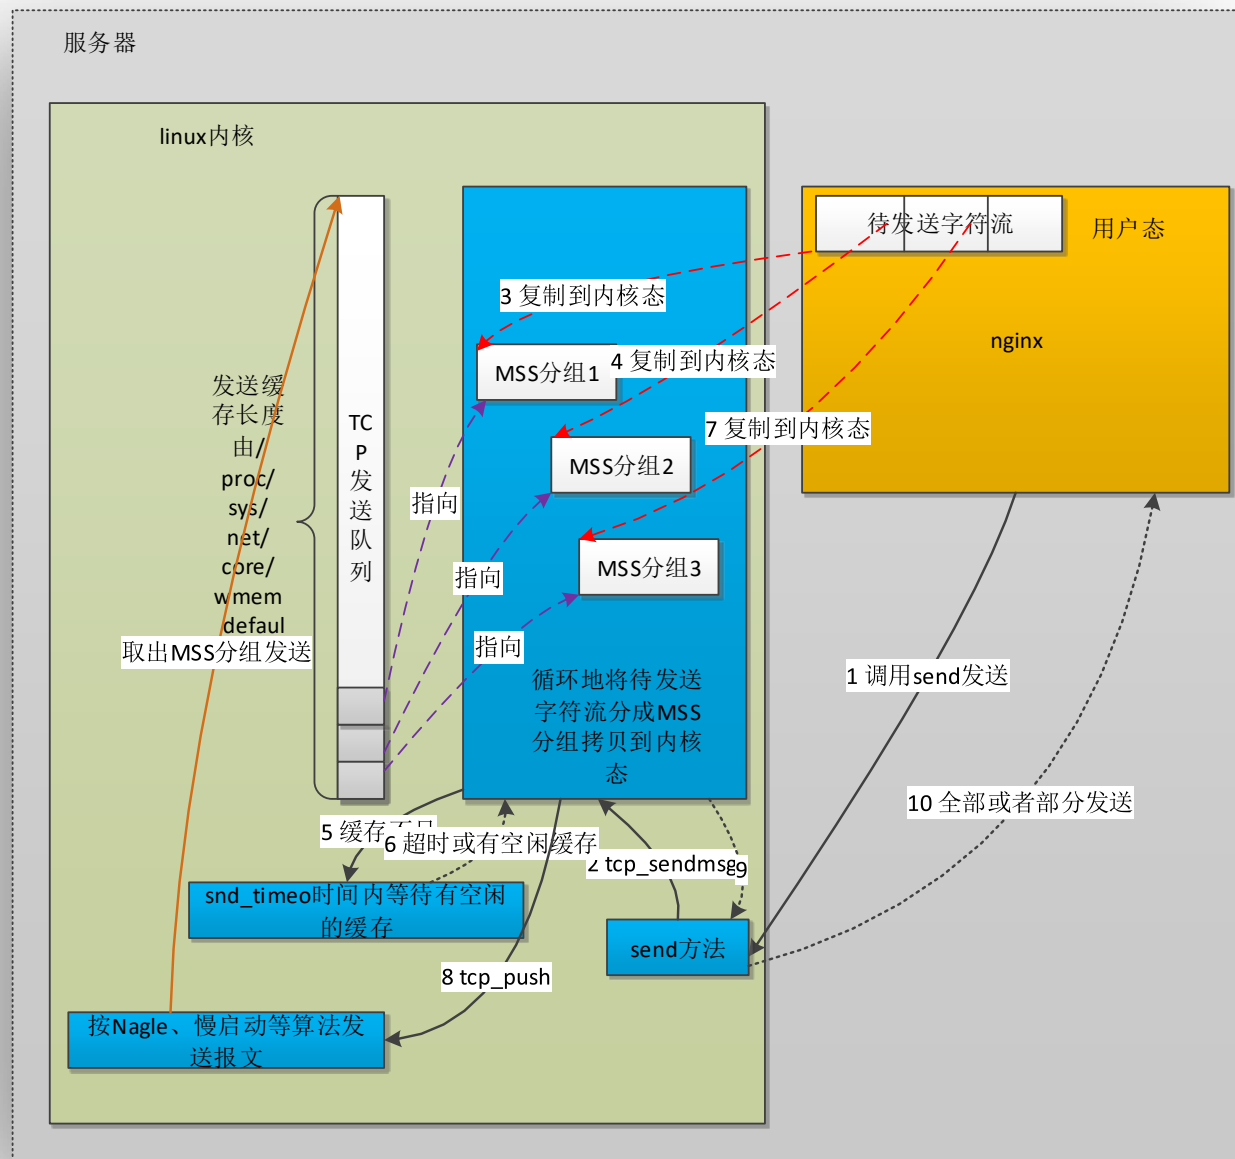 服务器
linux内核
待发送字符流
用户态
nginx
3 复制到内核态
MSS分组1
4 复制到内核态
7 复制到内核态
MSS分组2
MSS分组3
发送缓
存长度
由/
proc/
sys/
net/
core/
wmem
defaul
TC
P
发
送
队
列
指向
指向
指向
取出MSS分组发送
循环地将待发送
字符流分成MSS
分组拷贝到内核
态
1 调用send发送
10 全部或者部分发送
5 缓存
6 超时或有空闲缓存
2 tcp_sendmsg
9
snd_timeo时间内等待有空闲
的缓存
send方法
8 tcp_push
按Nagle、慢启动等算法发
送报文